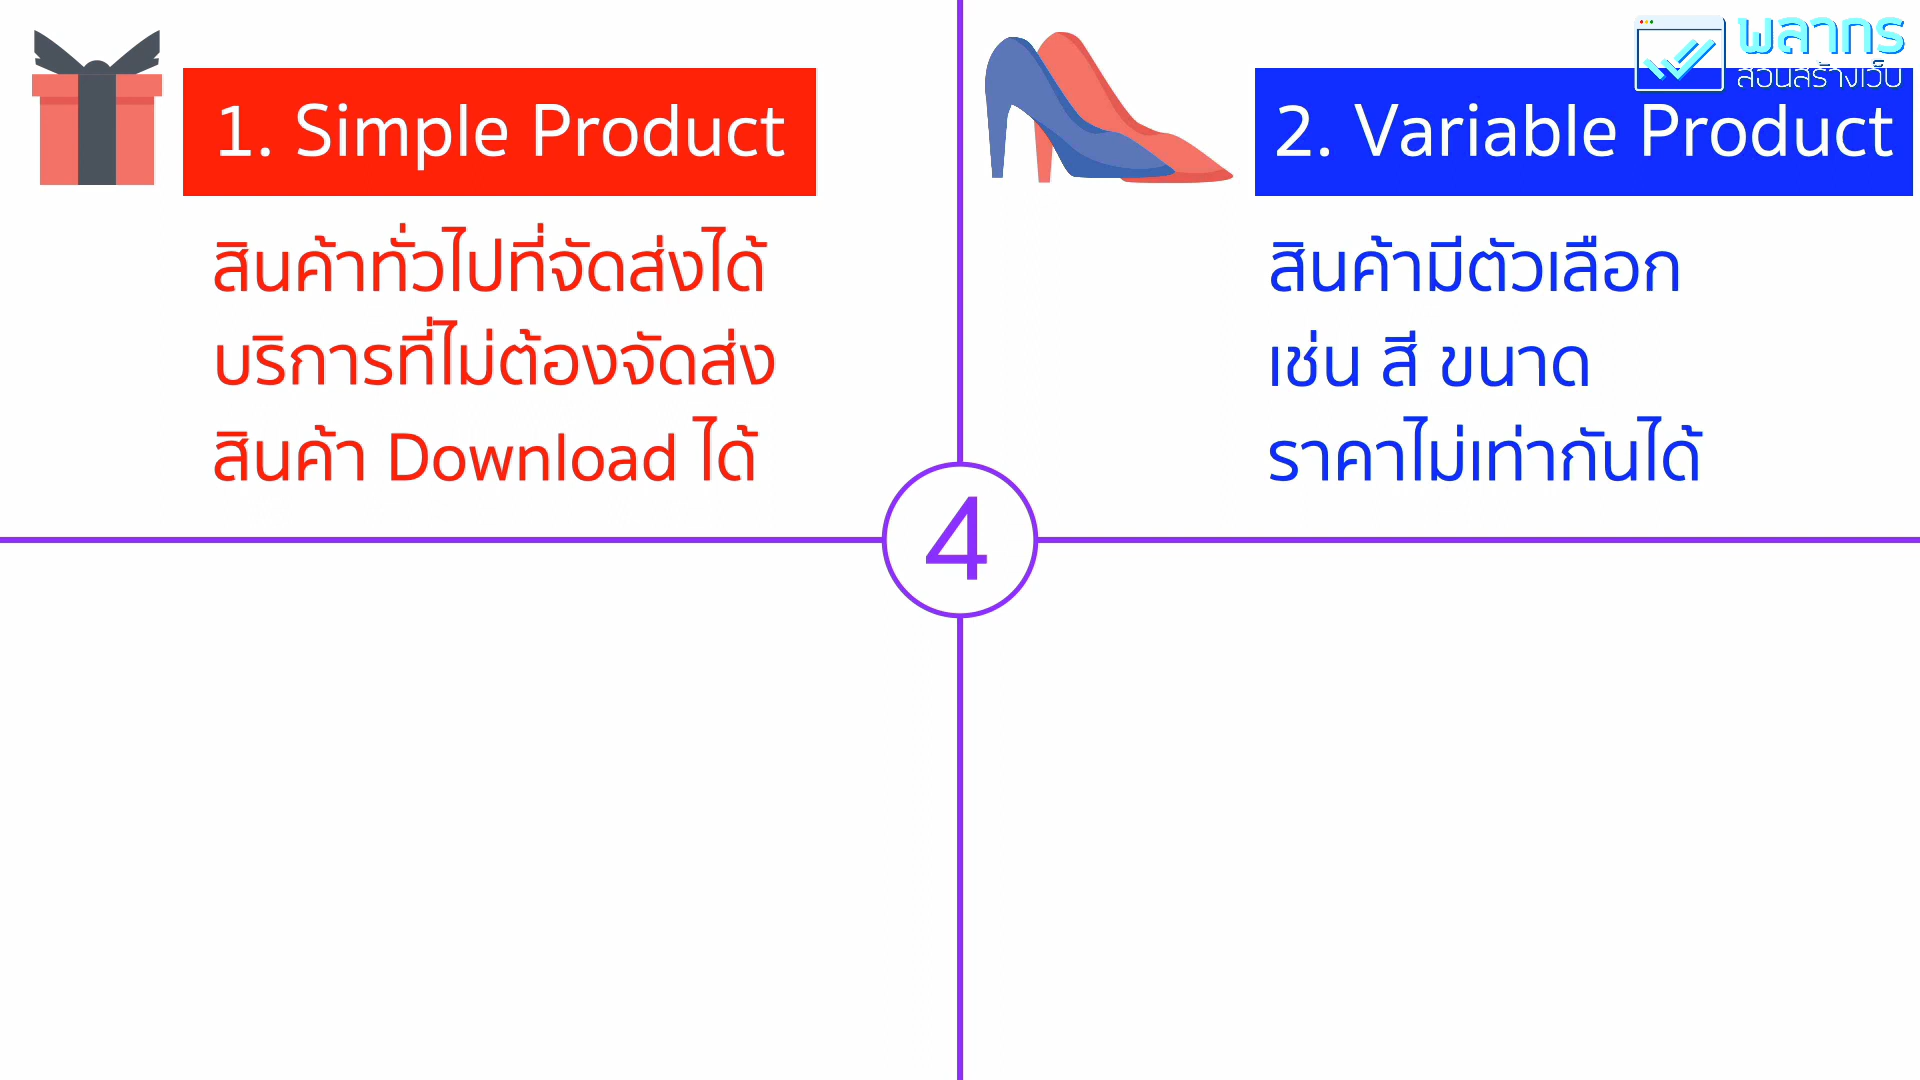 1. Simple Product
สินค้าทั่วไปที่จัดส่งได้
บริการที่ไม่ต้องจัดส่ง
สินค้า Download ได้
พลากร
สอนสร้างเว็บ
2. Variable Product
สินค้ามีตัวเลือก
เช่น สี ขนาด
ราคาไม่เท่ากันได้
4